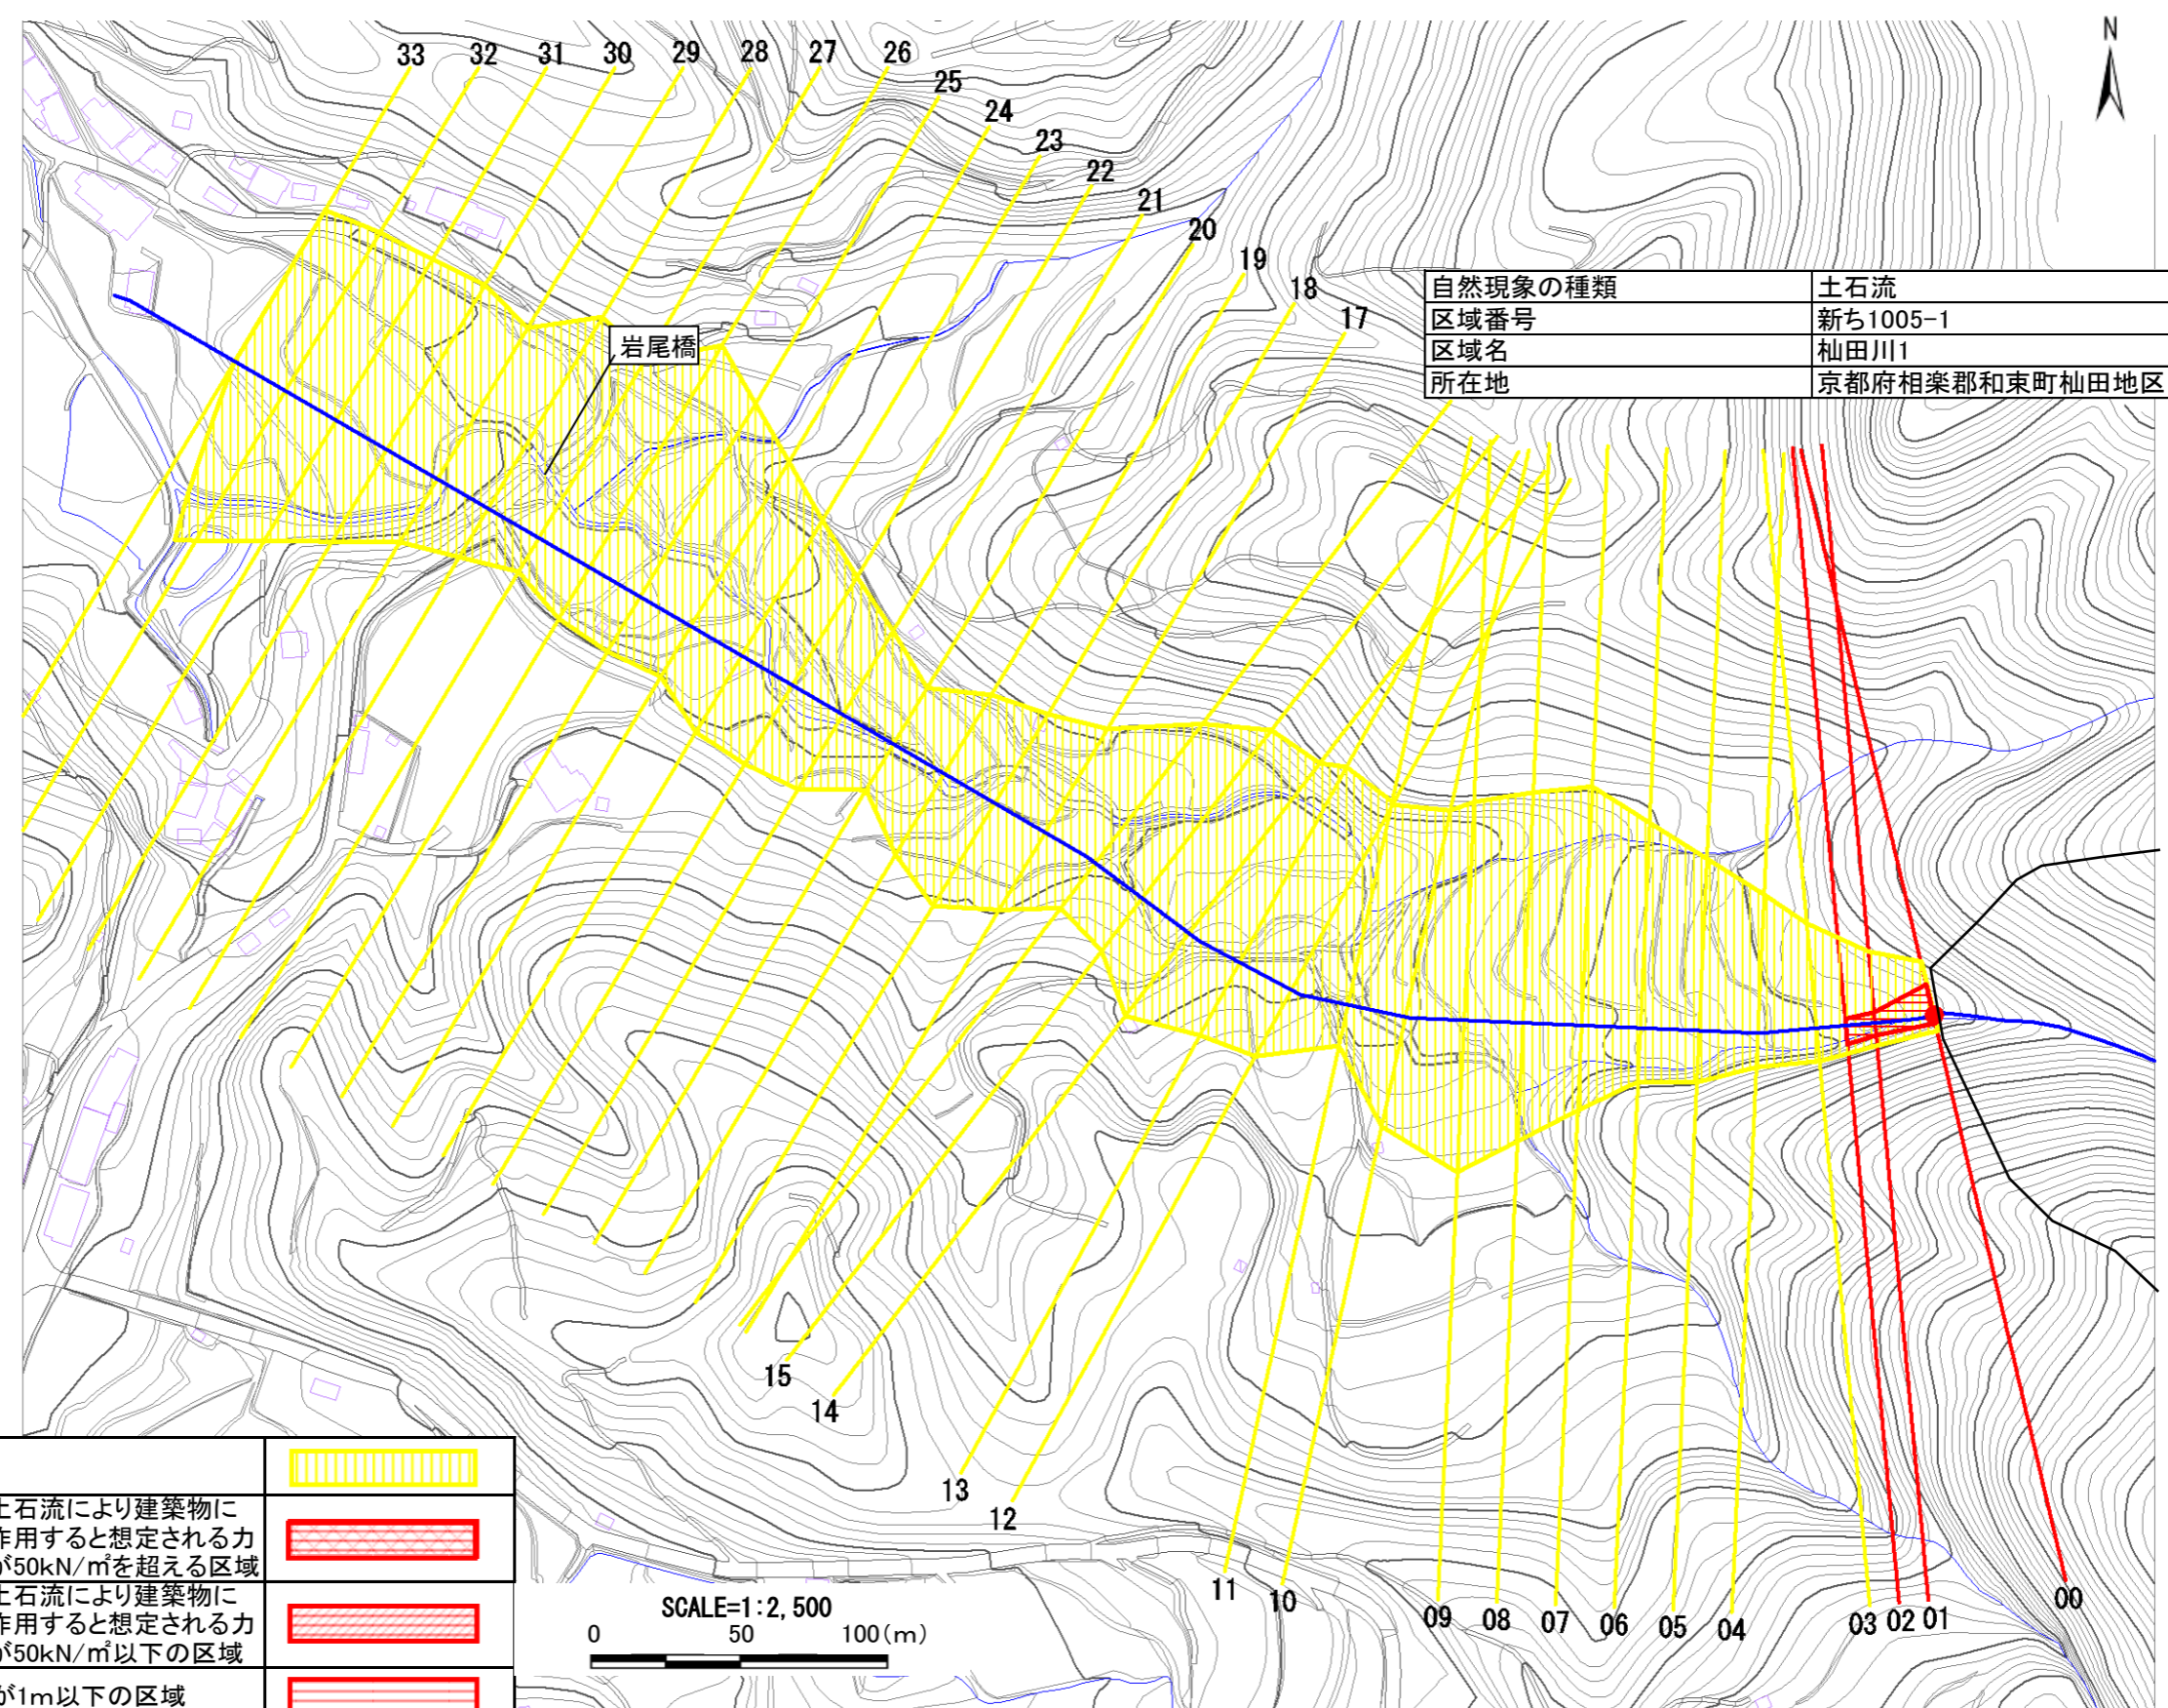 N
33 32 31 30 29 28 27 26
25
24
23
22
21
20
19
18
17
自然現象の種類 土石流
区域番号 新ち1005-1
区域名 杣田川1
所在地 京都府相楽郡和束町杣田地区
岩尾橋
15
14
13
12
11 10 09 08 07 06 05 04 03 02 01 00
土石流により建築物に
作用すると想定される力
が50kN/㎡を超える区域
土石流により建築物に
作用すると想定される力
が50kN/㎡以下の区域
が1m以下の区域
SCALE=1:2,500
0 50 100(m)